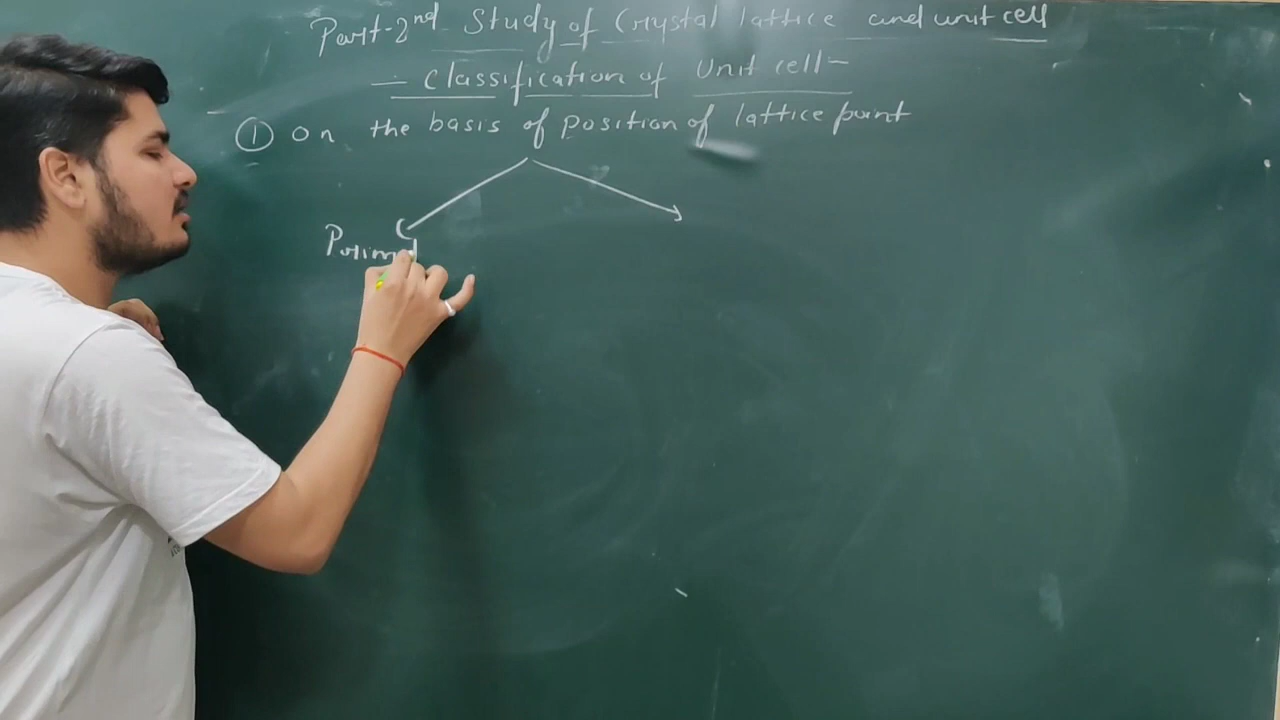 Part-2nd Study of Crystal lattice and unit cell
- Classification of Unit cell-
① On the basis of position of lattice point
Prim